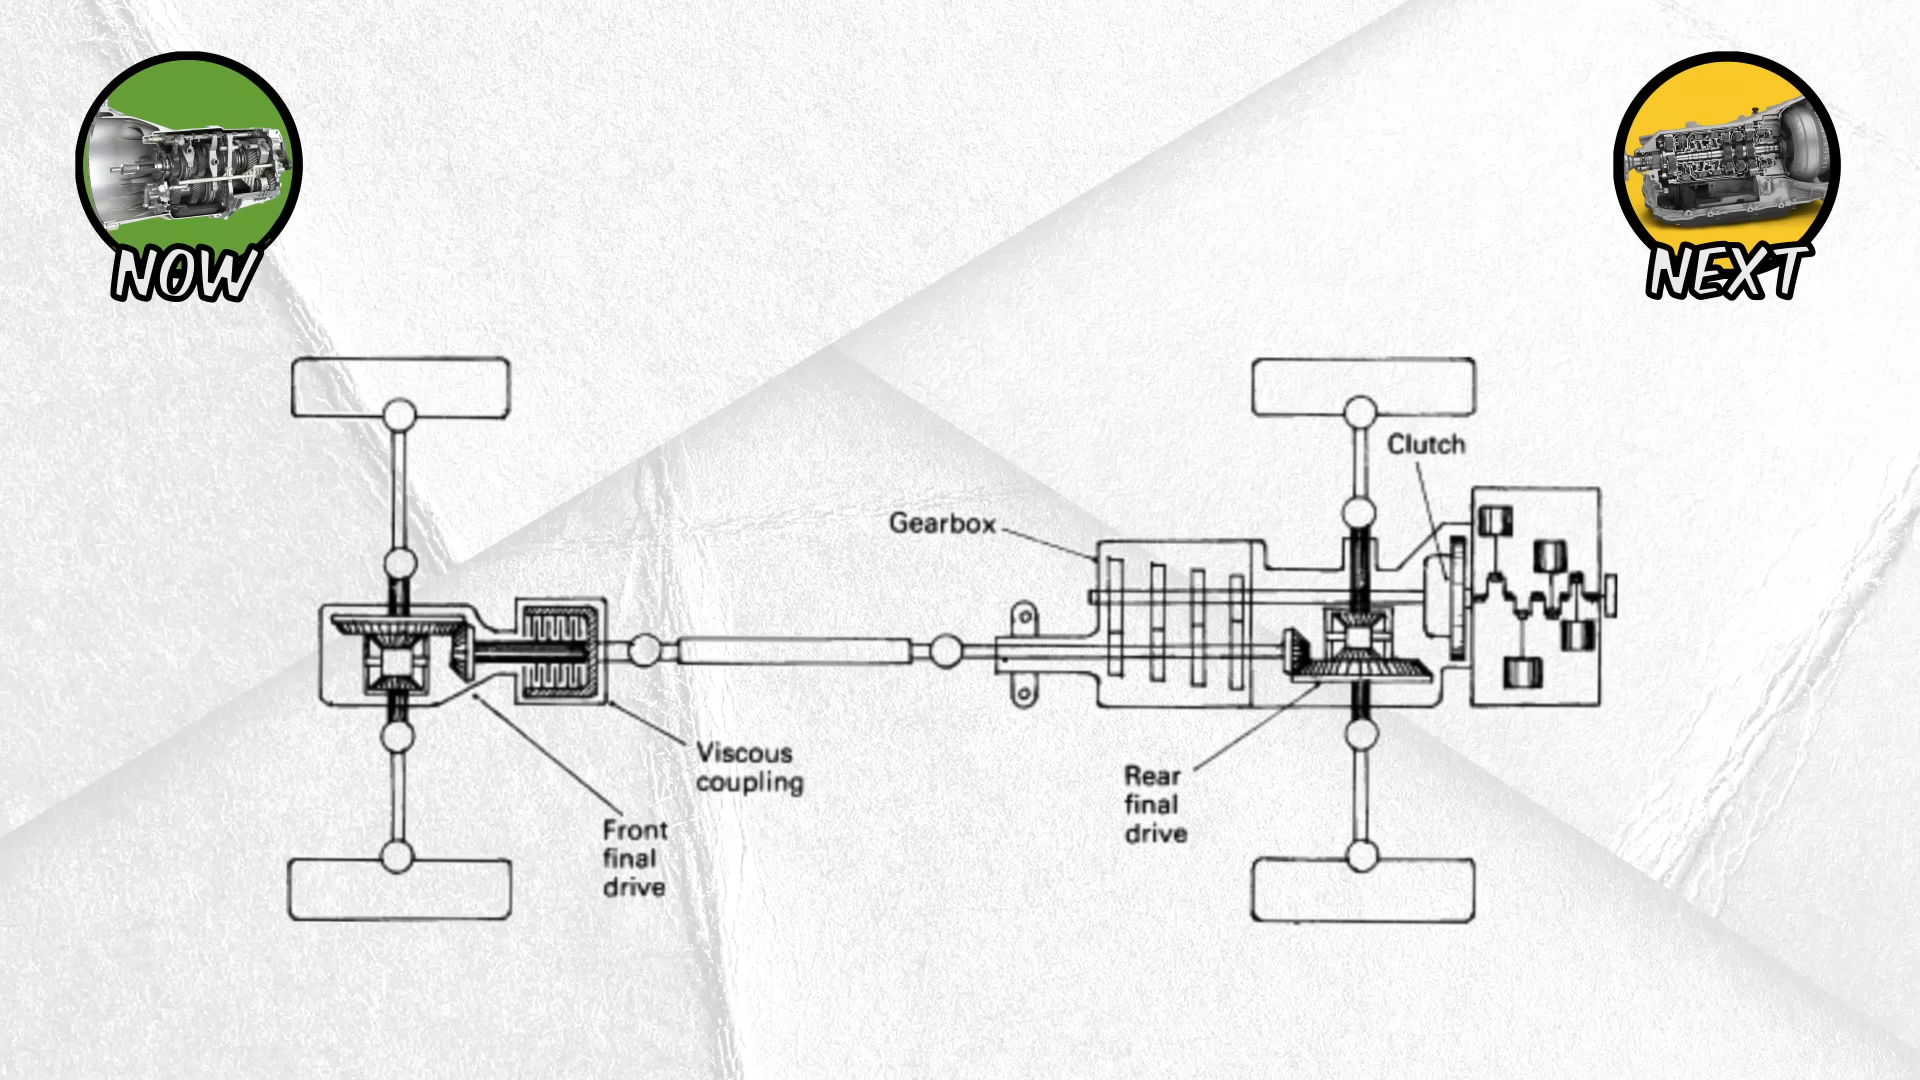 NOW
NEXT
Clutch
Gearbox
Viscous
coupling
Rear
final
drive
Front
final
drive